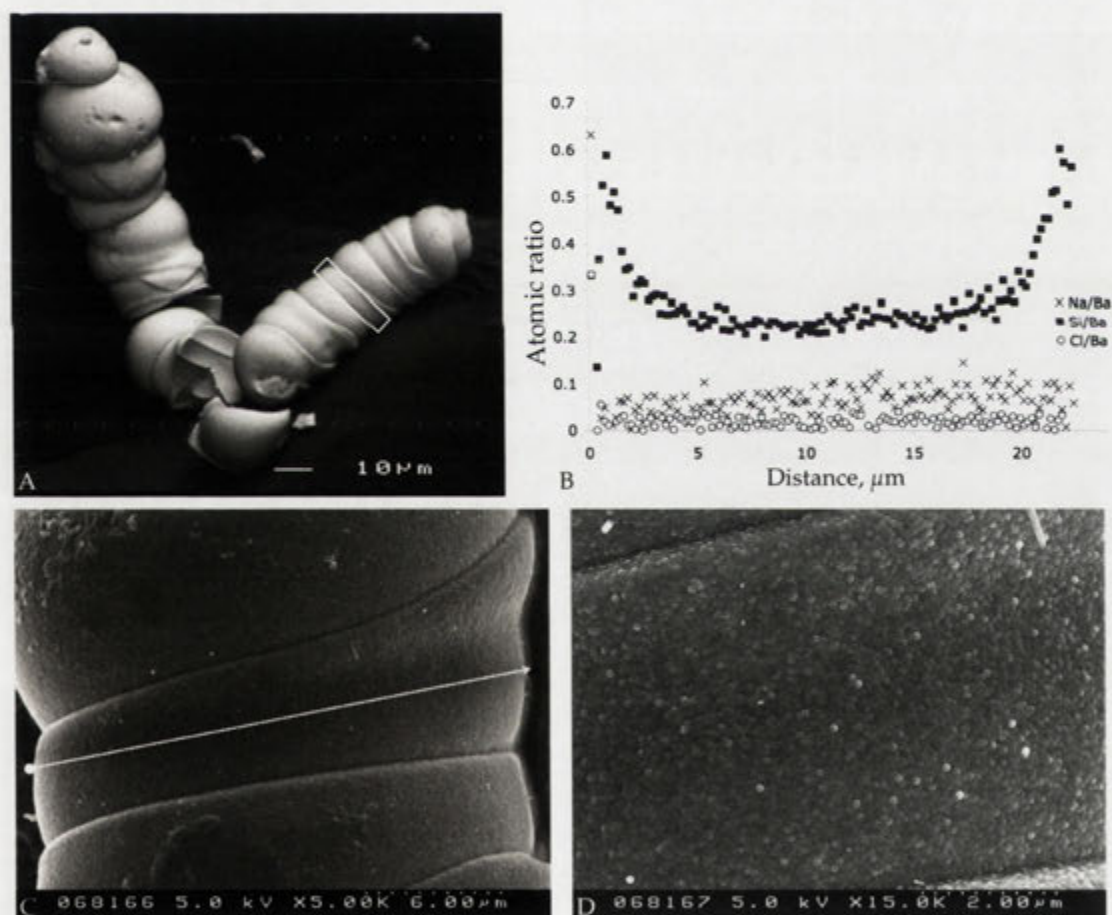 10µm
A
0.7
0.6
0.5
0.4
0.3
0.2
0.1
0
Atomic ratio
× Na/Ba
■ Si/Ba
○ Cl/Ba
0 5 10 15 20
B Distance, µm
C 068166 5.0 kV X5.00K 6.00µm
D 068167 5.0 kV X15.0K 2.00µm